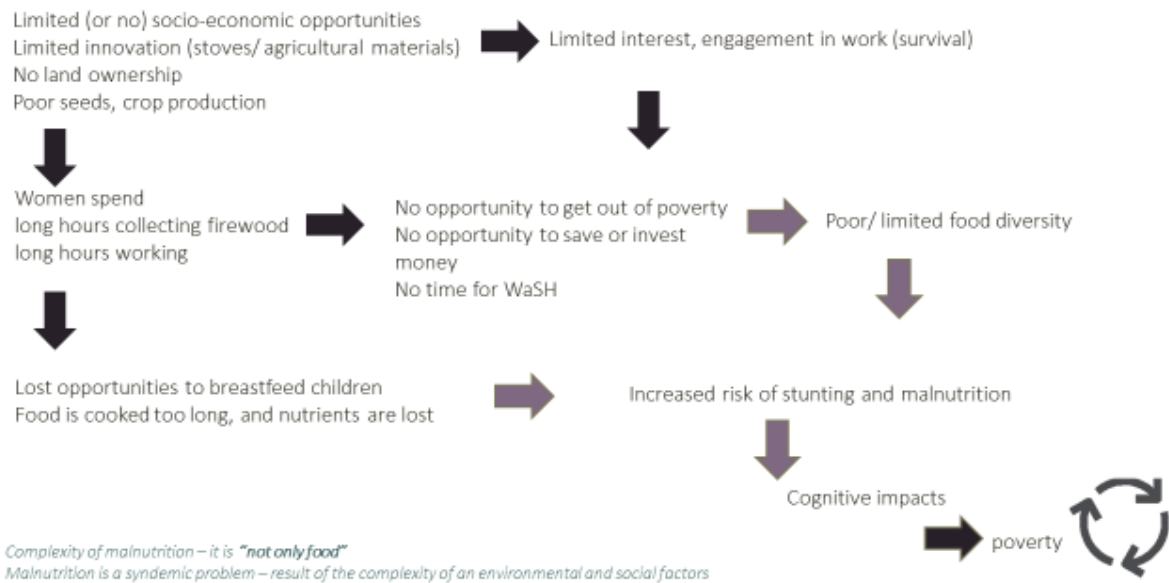 Limited (or no) socio-economic opportunities
Limited innovation (stoves/ agricultural materials)
No land ownership
Poor seeds, crop production
Limited interest, engagement in work (survival)
Women spend
long hours collecting firewood
long hours working
No opportunity to get out of poverty
No opportunity to save or invest
money
No time for WaSH
Poor/ limited food diversity
Lost opportunities to breastfeed children
Food is cooked too long, and nutrients are lost
Increased risk of stunting and malnutrition
Cognitive impacts
poverty
Complexity of malnutrition – it is "not only food"
Malnutrition is a syndemic problem – result of the complexity of an environmental and social factors